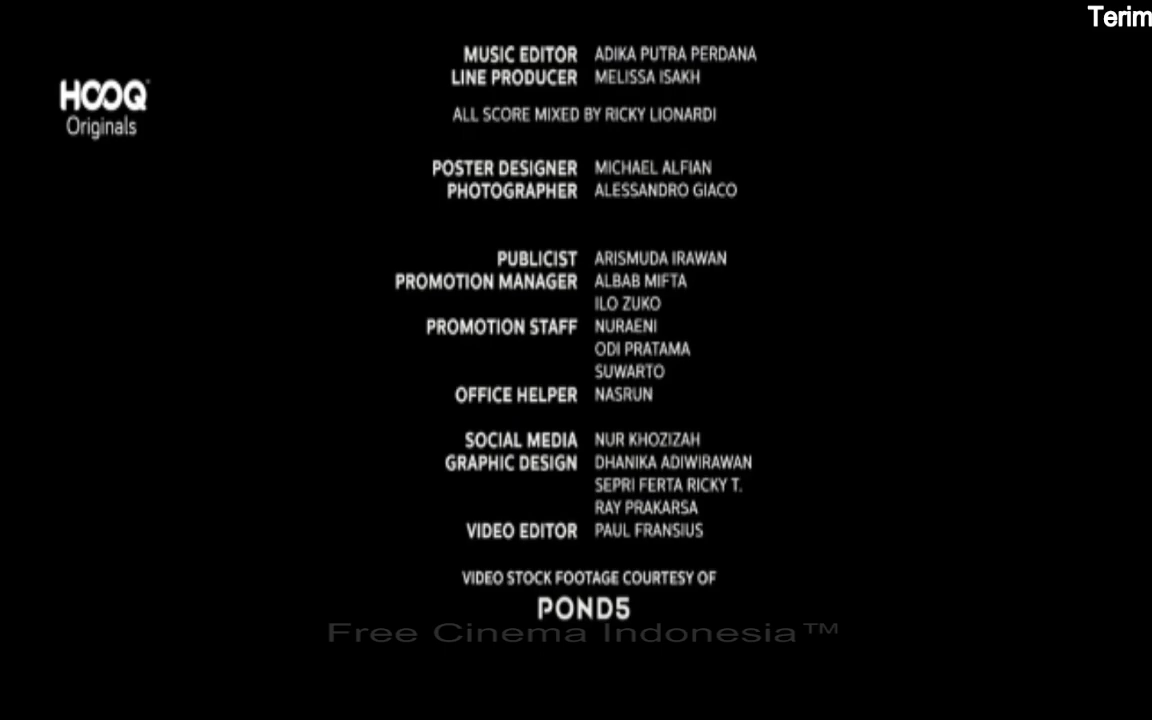 Terim
HOOQ
Originals
MUSIC EDITOR ADIKA PUTRA PERDANA
LINE PRODUCER MELISSA ISAKH
ALL SCORE MIXED BY RICKY LIONARDI
POSTER DESIGNER MICHAEL ALFIAN
PHOTOGRAPHER ALESSANDRO GIACO
PUBLICIST ARISMUDA IRAWAN
PROMOTION MANAGER ALBAB MIFTA
ILO ZUKO
PROMOTION STAFF NURAENI
ODI PRATAMA
SUWARTO
OFFICE HELPER NASRUN
SOCIAL MEDIA NUR KHOZIZAH
GRAPHIC DESIGN DHANIKA ADIWIRAWAN
SEPRI FERTA RICKY T.
RAY PRAKARSA
VIDEO EDITOR PAUL FRANSIUS
VIDEO STOCK FOOTAGE COURTESY OF
POND5
Free Cinema Indonesia™